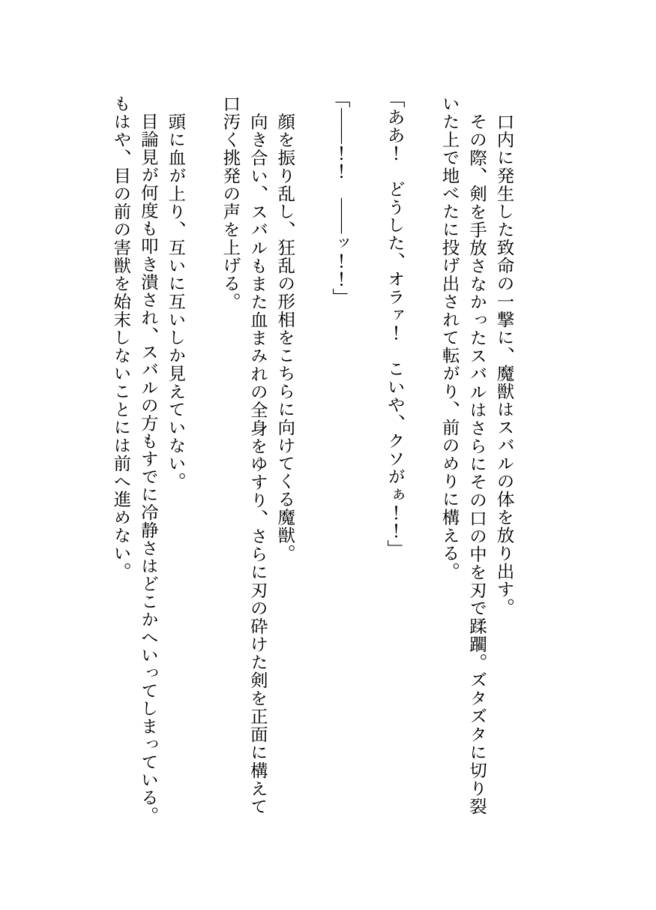 口内に発生した致命の一撃に、魔獣はスバルの体を放り出す。
　その際、剣を手放さなかったスバルはさらにその口の中を刃で蹂躙。ズタズタに切り裂
いた上で地べたに投げ出されて転がり、前のめりに構える。
「ああ！　どうした、オラァ！　こいや、クソがぁ！！」
「――！！　――ッ！！」
　顔を振り乱し、狂乱の形相をこちらに向けてくる魔獣。
　向き合い、スバルもまた血まみれの全身をゆすり、さらに刃の砕けた剣を正面に構えて
口汚く挑発の声を上げる。
　頭に血が上り、互いに互いしか見えていない。
　目論見が何度も叩き潰され、スバルの方もすでに冷静さはどこかへいってしまっている。
もはや、目の前の害獣を始末しないことには前へ進めない。